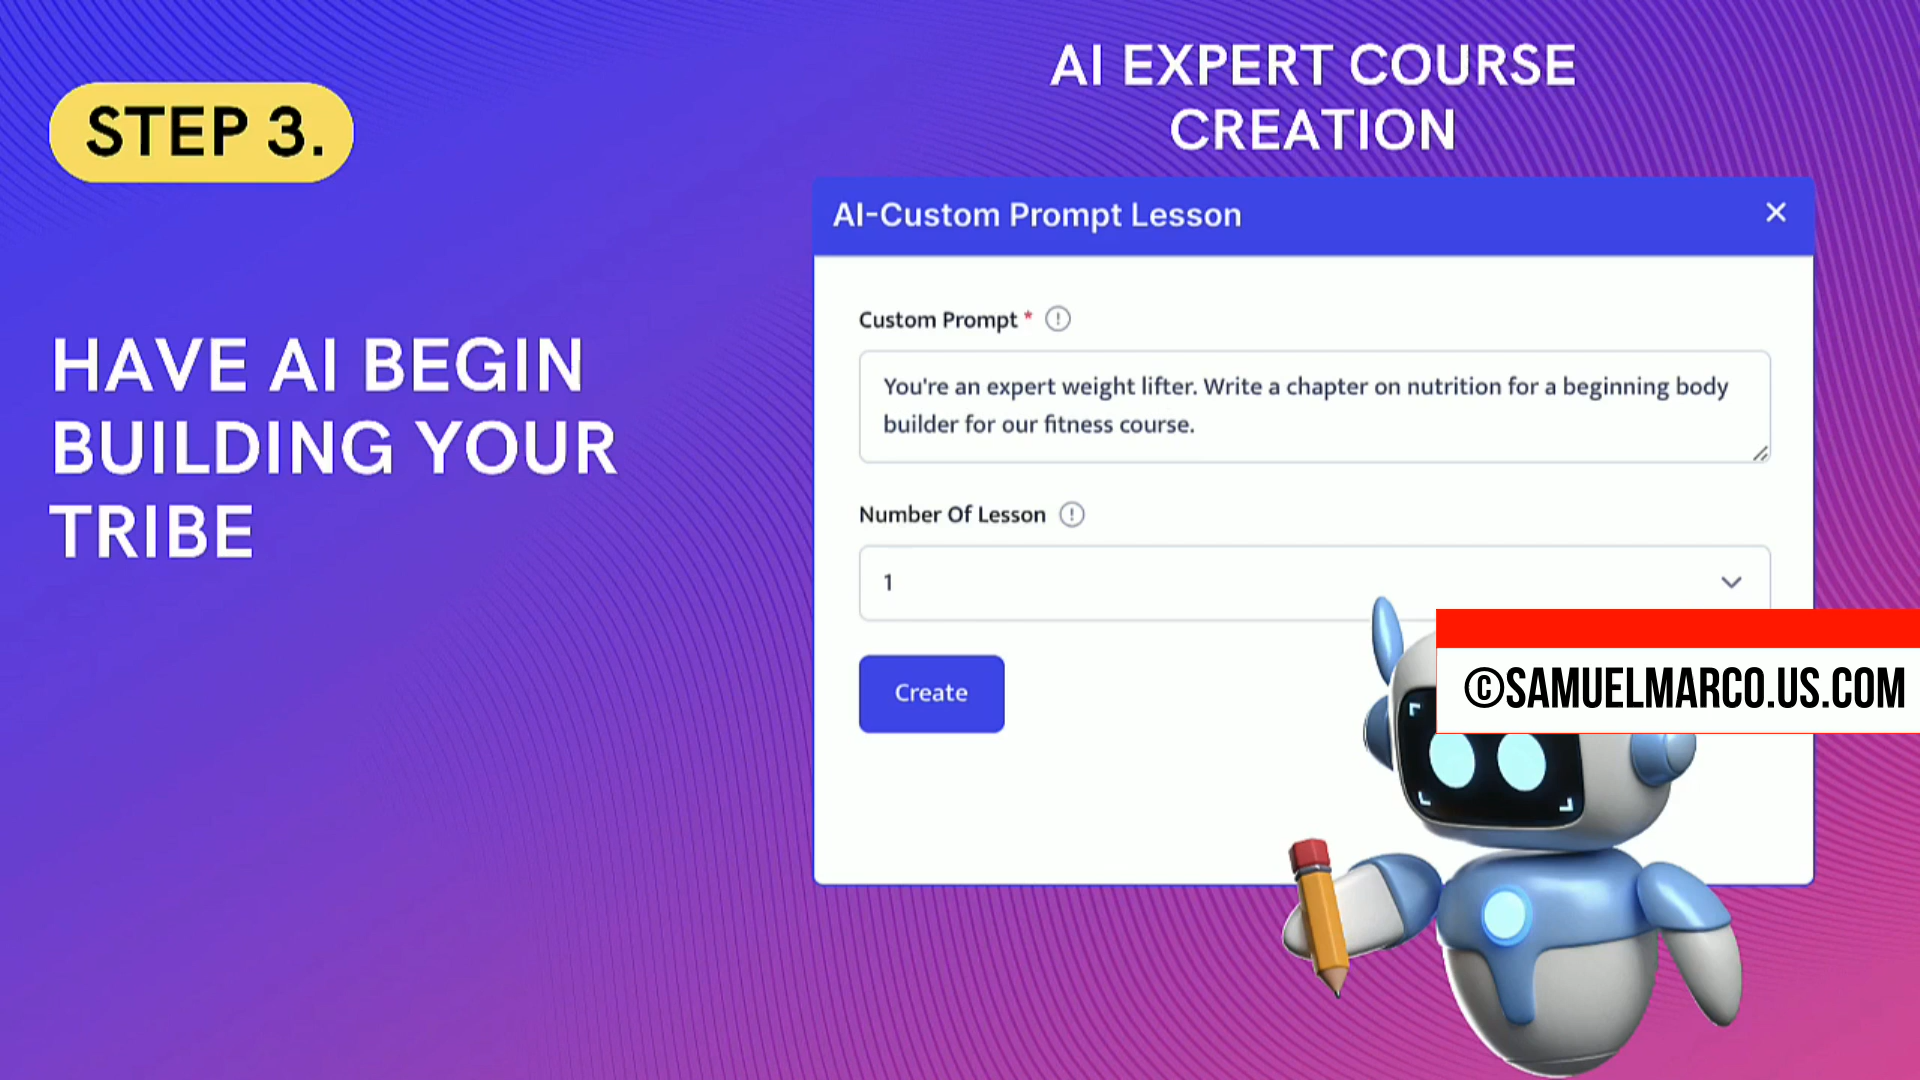 STEP 3.
HAVE AI BEGIN
BUILDING YOUR
TRIBE
AI EXPERT COURSE
CREATION
AI-Custom Prompt Lesson
Custom Prompt *
You're an expert weight lifter. Write a chapter on nutrition for a beginning body
builder for our fitness course.
Number Of Lesson
1
Create
©SAMUELMARCO.US.COM